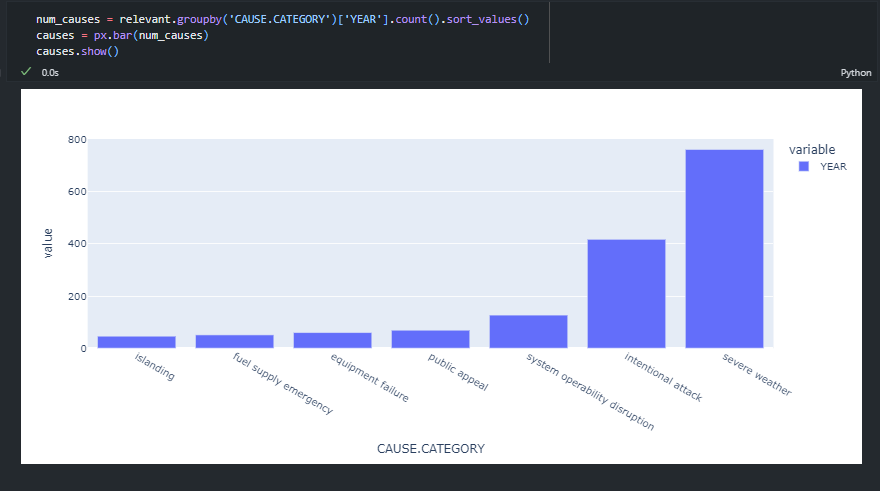 num_causes = relevant.groupby('CAUSE.CATEGORY')['YEAR'].count().sort_values()
causes = px.bar(num_causes)
causes.show()
0.0s
Python
variable
YEAR
800
600
400
200
0
value
islanding
fuel supply emergency
equipment failure
public appeal
system operability disruption
intentional attack
severe weather
CAUSE.CATEGORY